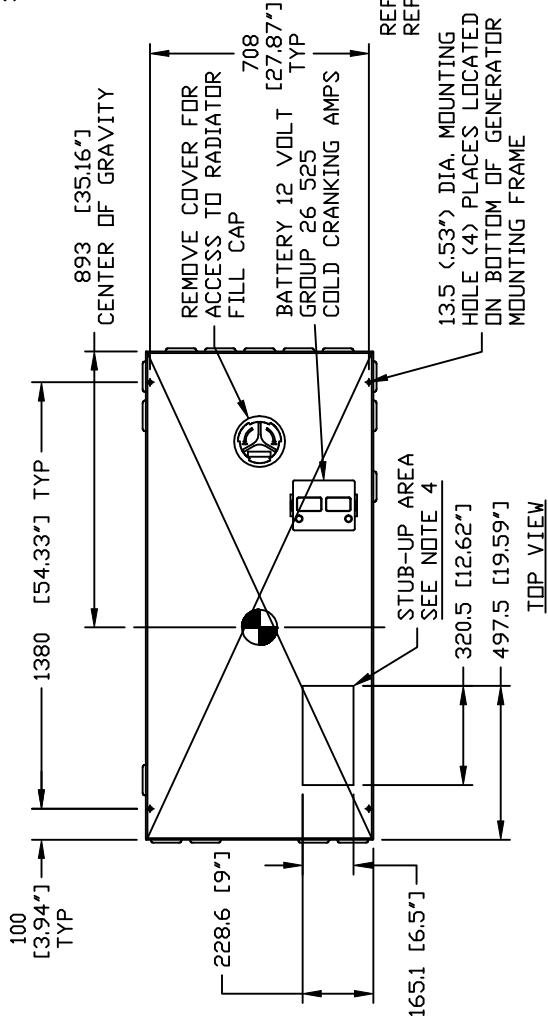 100
[3.94"]
TYP
1380 [54.33"] TYP
893 [35.16"]
CENTER OF GRAVITY
REMOVE COVER FOR
ACCESS TO RADIATOR
FILL CAP
708
[27.87"]
TYP
BATTERY 12 VOLT
GROUP 26 525
COLD CRANKING AMPS
REF
REF
13.5 (.53") DIA. MOUNTING
HOLE (4) PLACES LOCATED
ON BOTTOM OF GENERATOR
MOUNTING FRAME
228.6 [9"]
165.1 [6.5"]
STUB-UP AREA
SEE NOTE 4
320.5 [12.62"]
497.5 [19.59"]
TOP VIEW